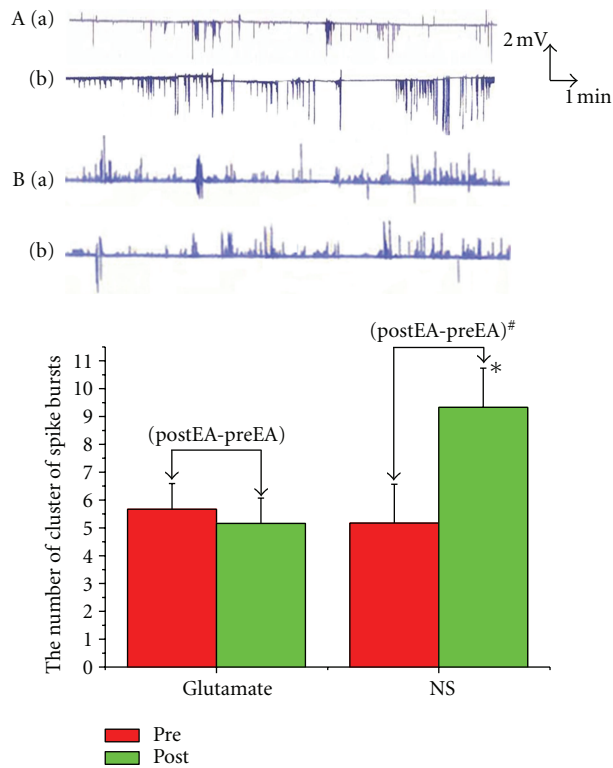 A (a)
2 mV
(b)
1 min
B (a)
(b)
(postEA-preEA)#
*
(postEA-preEA)
The number of cluster of spike bursts
11
10
9
8
7
6
5
4
3
2
1
0
Glutamate NS
Pre
Post